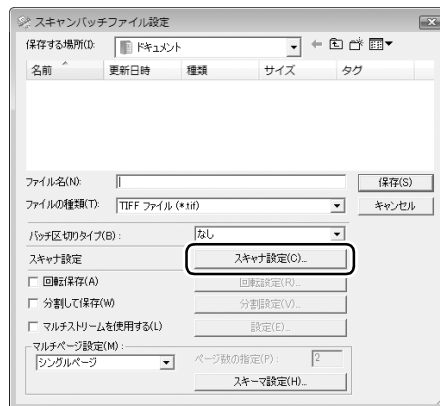 スキャンバッチファイル設定
保存する場所(I):
ドキュメント
名前 更新日時 種類 サイズ タグ
ファイル名(N): 保存(S)
ファイルの種類(T): TIFF ファイル (*.tif) キャンセル
バッチ区切りタイプ(B): なし
スキャナ設定 スキャナ設定(C)...
回転保存(A) 回転設定(R)...
分割して保存(W) 分割設定(V)...
マルチストリームを使用する(L) 設定(E)...
マルチページ設定(M):
シングルページ ページ数の指定(P): 2
スキーマ設定(H)...